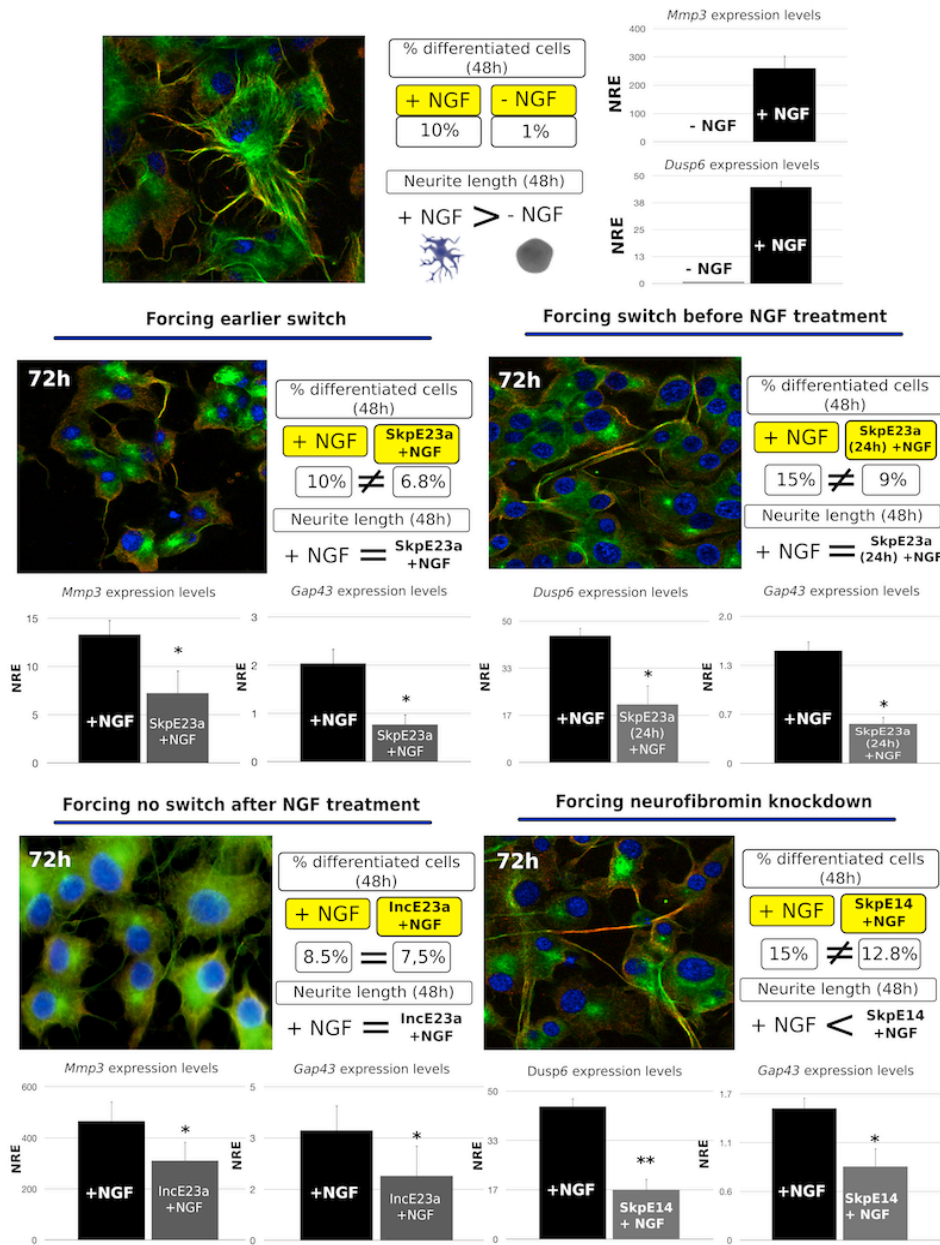 % differentiated cells
(48h)
+ NGF
- NGF
10%
1%
Neurite length (48h)
+ NGF > - NGF
Mmp3 expression levels
NRE
400
300
200
100
0
- NGF
+ NGF
Dusp6 expression levels
NRE
50
38
25
13
0
- NGF
+ NGF
Forcing earlier switch
72h
% differentiated cells
(48h)
+ NGF
SkpE23a
+NGF
10% ≠ 6.8%
Neurite length (48h)
+ NGF = SkpE23a
+NGF
Mmp3 expression levels
NRE
15
10
5
0
+NGF
*
SkpE23a
+NGF
Gap43 expression levels
NRE
3
2
1
0
+NGF
*
SkpE23a
+NGF
Forcing switch before NGF treatment
72h
% differentiated cells
(48h)
+ NGF
SkpE23a
(24h) +NGF
15% ≠ 9%
Neurite length (48h)
+ NGF = SkpE23a
(24h) +NGF
Dusp6 expression levels
NRE
50
33
17
0
+NGF
*
SkpE23a
(24h)
+NGF
Gap43 expression levels
NRE
2.0
1.3
0.7
0
+NGF
*
SkpE23a
(24h)
+NGF
Forcing no switch after NGF treatment
72h
% differentiated cells
(48h)
+ NGF
IncE23a
+NGF
8.5% = 7,5%
Neurite length (48h)
+ NGF = IncE23a
+NGF
Mmp3 expression levels
NRE
600
400
200
0
+NGF
*
IncE23a
+NGF
Gap43 expression levels
NRE
5
3
2
0
+NGF
*
IncE23a
+NGF
Forcing neurofibromin knockdown
72h
% differentiated cells
(48h)
+ NGF
SkpE14
+NGF
15% ≠ 12.8%
Neurite length (48h)
+ NGF < SkpE14
+NGF
Dusp6 expression levels
NRE
50
33
17
0
+NGF
**
SkpE14
+ NGF
Gap43 expression levels
NRE
1.7
1.1
0.6
0
+NGF
*
SkpE14
+ NGF